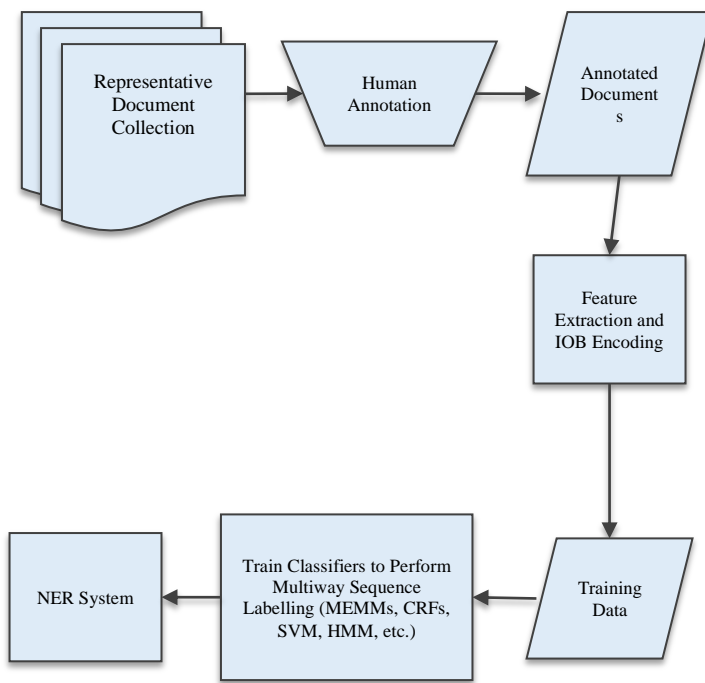 Representative
Document
Collection
Human
Annotation
Annotated
Document
s
Feature
Extraction and
IOB Encoding
Training
Data
Train Classifiers to Perform
Multiway Sequence
Labelling (MEMMs, CRFs,
SVM, HMM, etc.)
NER System